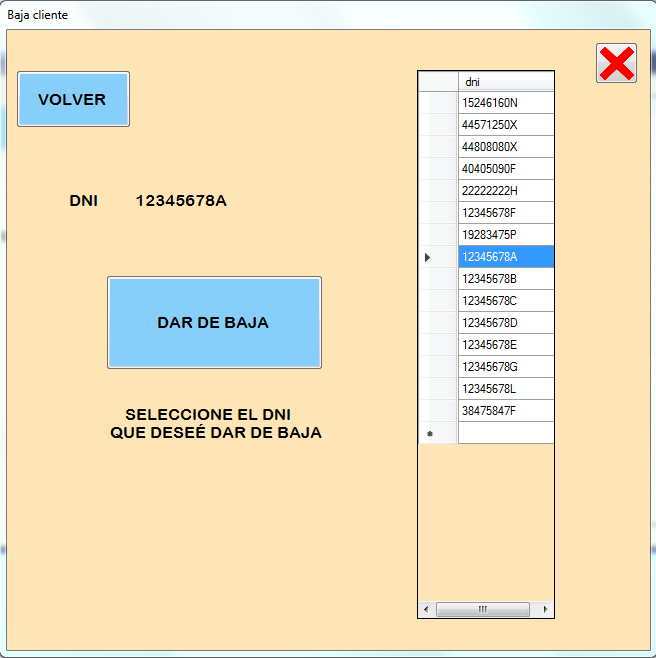 Baja cliente
VOLVER
DNI 12345678A
DAR DE BAJA
SELECCIONE EL DNI
QUE DESEÉ DAR DE BAJA
dni
15246160N
44571250X
44808080X
40405090F
22222222H
12345678F
19283475P
12345678A
12345678B
12345678C
12345678D
12345678E
12345678G
12345678L
38475847F